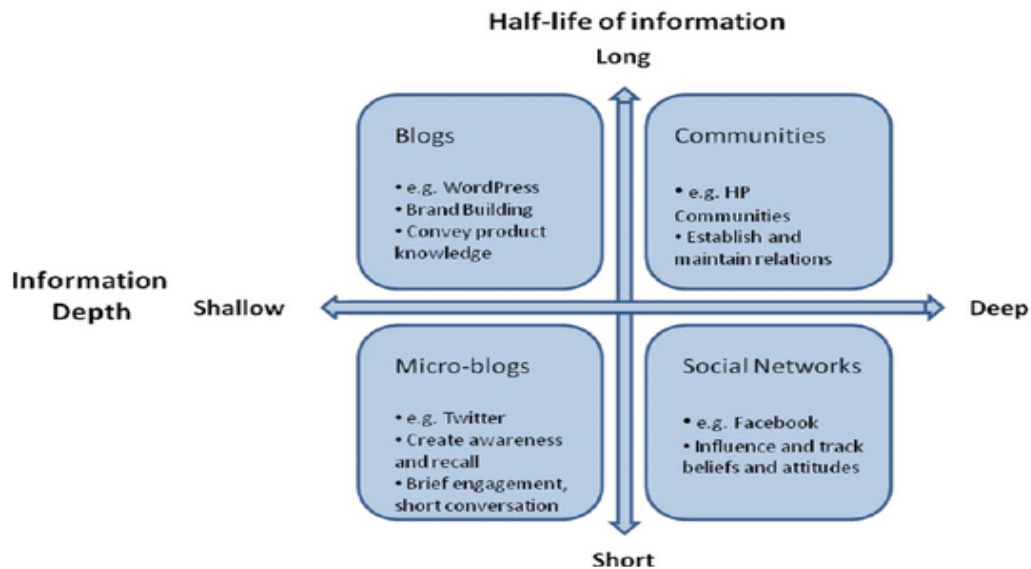 Half-life of information
Long
Blogs
• e.g. WordPress
• Brand Building
• Convey product
knowledge
Communities
• e.g. HP
Communities
• Establish and
maintain relations
Information
Depth
Shallow
Deep
Micro-blogs
• e.g. Twitter
• Create awareness
and recall
• Brief engagement,
short conversation
Social Networks
• e.g. Facebook
• Influence and track
beliefs and attitudes
Short